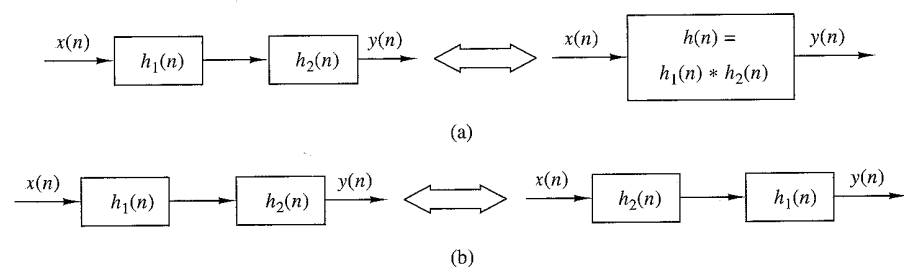 x(n) h₁(n) h₂(n) y(n) x(n) h(n) = y(n)
h₁(n) * h₂(n)
(a)
x(n) h₁(n) h₂(n) y(n) x(n) h₂(n) h₁(n) y(n)
(b)